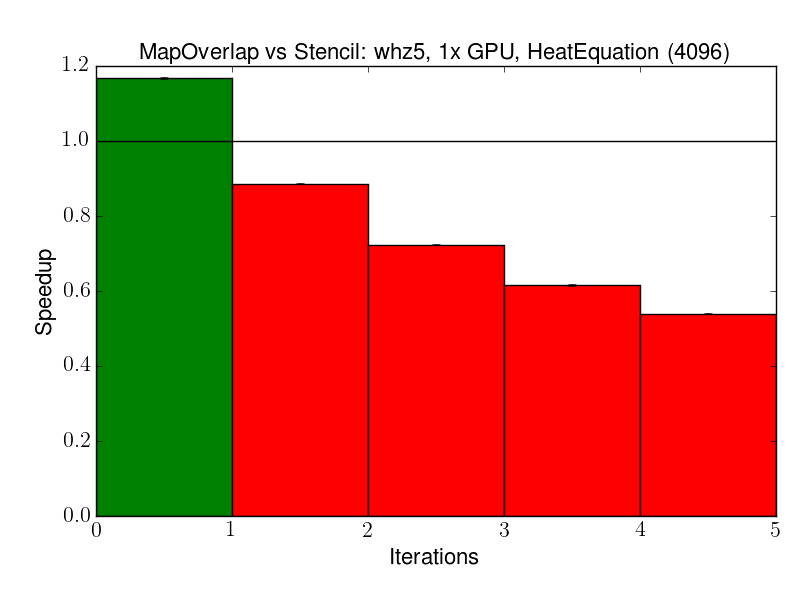 MapOverlap vs Stencil: whz5, 1x GPU, HeatEquation (4096)
1.2
1.0
0.8
0.6
0.4
0.2
0.0
Speedup
0 1 2 3 4 5
Iterations